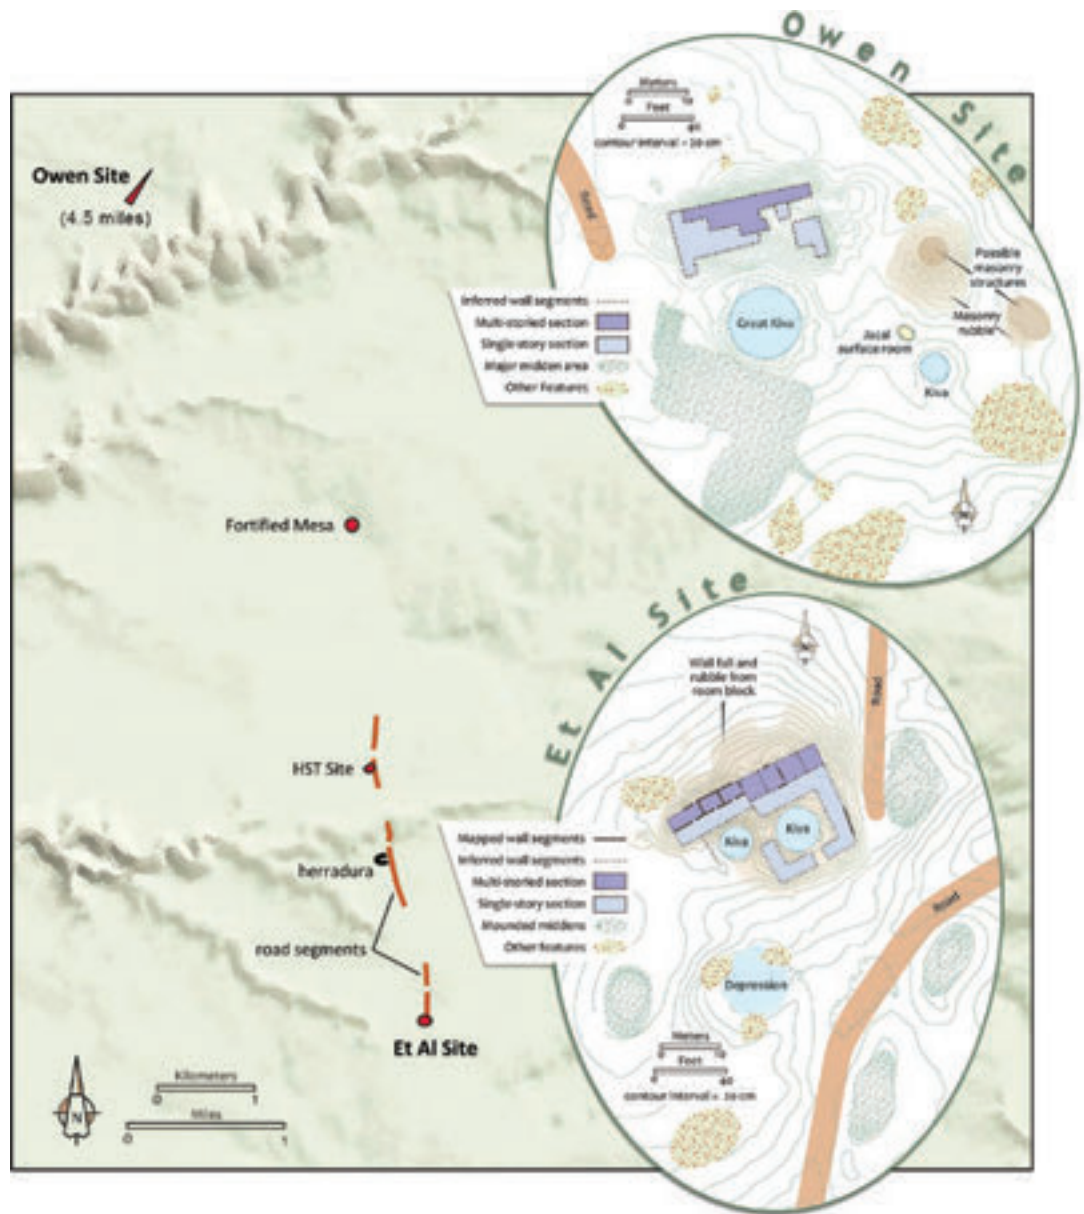 Owen Site
Owen Site
(4.5 miles)
Meters
0
Feet
0
contour interval = 20 cm
Road
Possible
masonry
structures
Masonry
rubble
Great Kiva
Jacal
surface room
Kiva
N
Inferred wall segments
Multi-storied section
Single-story section
Major midden area
Other Features
Fortified Mesa
Et Al Site
N
Wall fall and
rubble from
room block
Road
HST Site
Kiva
Kiva
Mapped wall segments
Inferred wall segments
Multi-storied section
Single-story section
Mounded middens
Other features
herradura
Road
road segments
Depression
Meters
0
Feet
0
contour interval = 20 cm
Et Al Site
N
Kilometers
0 1
Miles
0 1